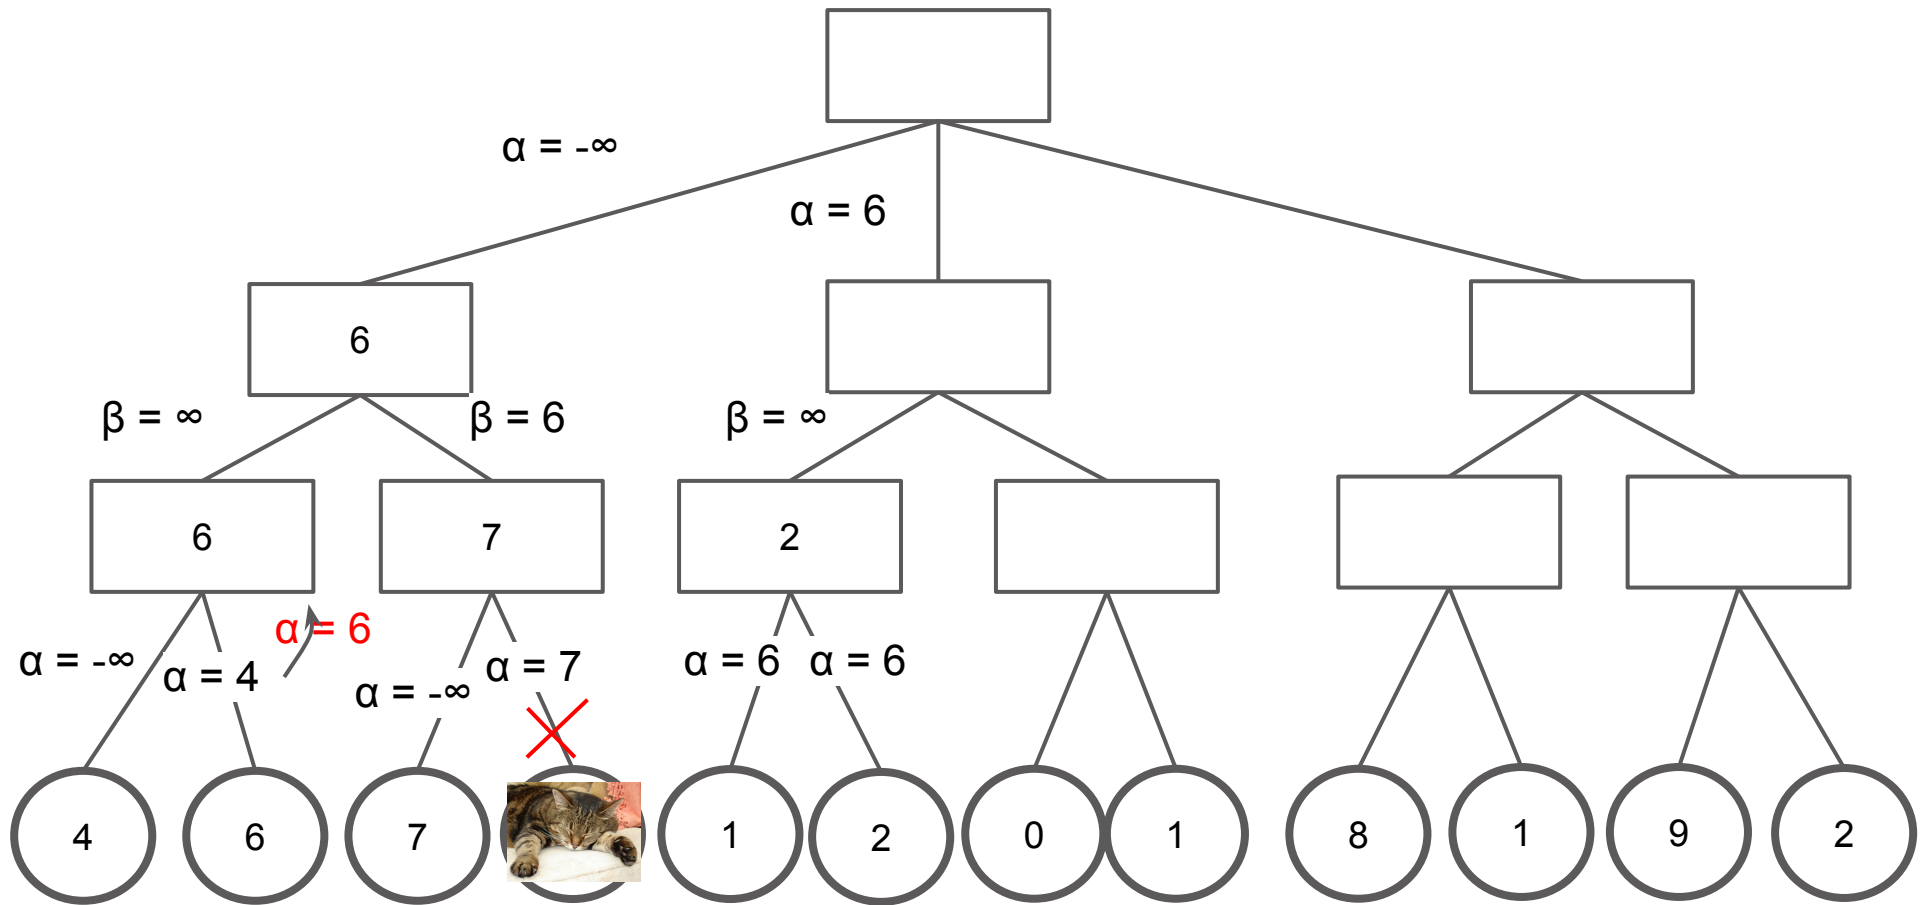 α = -∞
α = 6
6
β = ∞
β = 6
β = ∞
6
7
2
α = 6
α = -∞
α = 4
α = -∞
α = 7
α = 6
α = 6
4
6
7
1
2
0
1
8
1
9
2